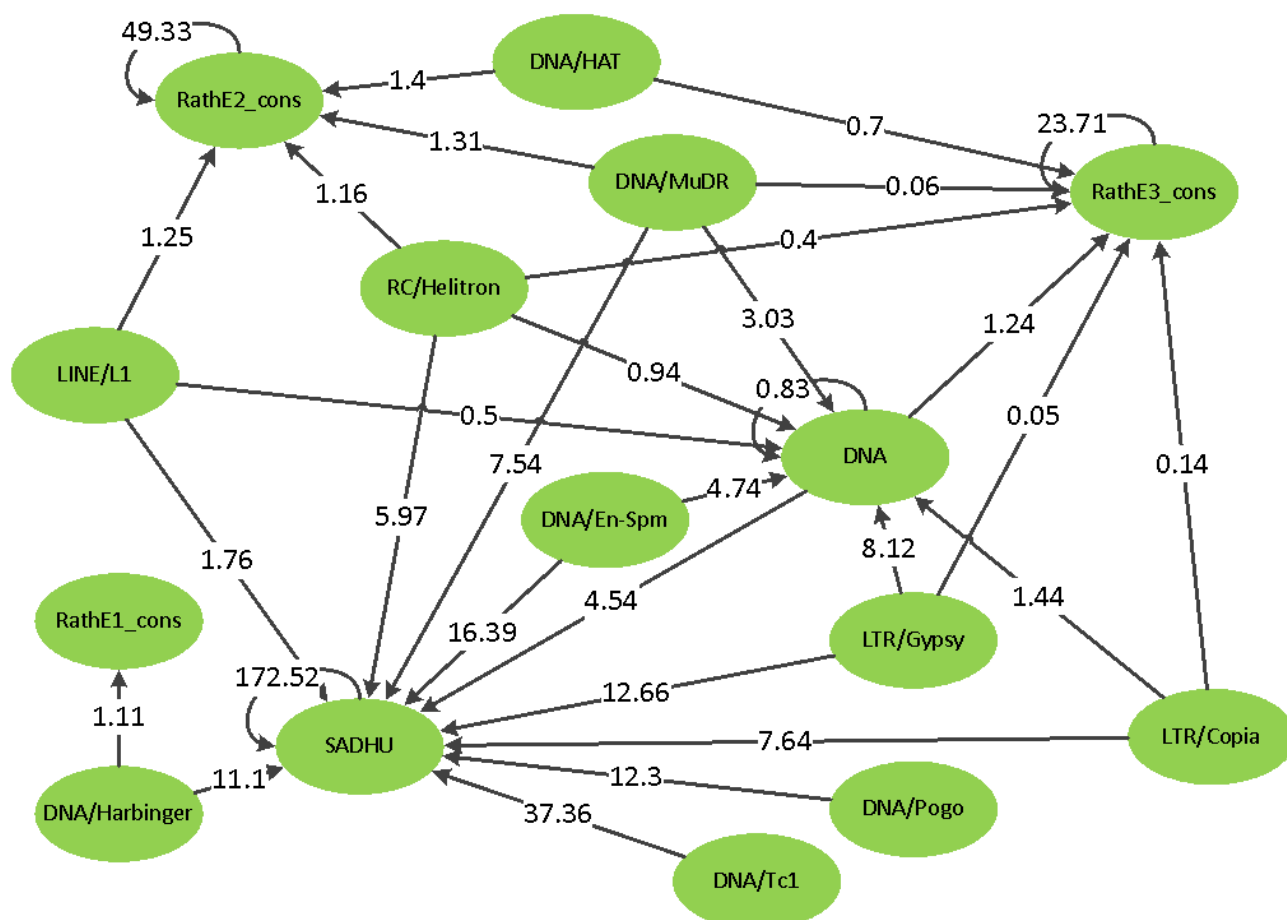 49.33
DNA/HAT
RathE2_cons
1.4
0.7
23.71
1.31
DNA/MuDR
0.06
RathE3_cons
1.16
1.25
0.4
RC/Helitron
3.03
1.24
LINE/L1
0.94
0.83
0.5
0.05
DNA
7.54
0.14
4.74
DNA/En-Spm
5.97
8.12
1.76
4.54
1.44
RathE1_cons
16.39
LTR/Gypsy
172.52
12.66
1.11
SADHU
7.64
LTR/Copia
11.1
12.3
DNA/Harbinger
DNA/Pogo
37.36
DNA/Tc1